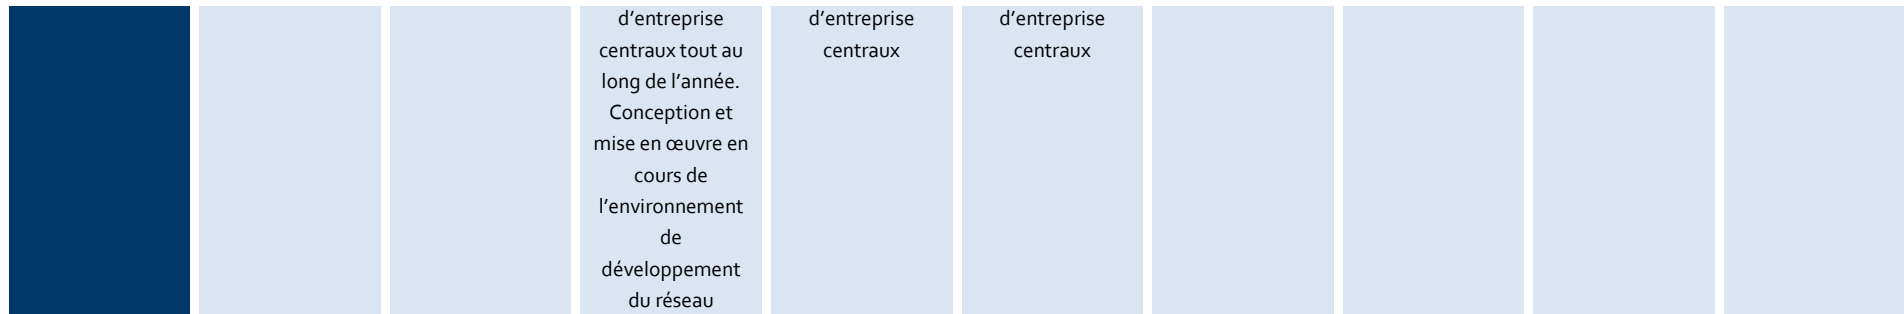 d’entreprise
centraux tout au
long de l’année.
Conception et
mise en œuvre en
cours de
l’environnement
de
développement
du réseau
d’entreprise
centraux
d’entreprise
centraux